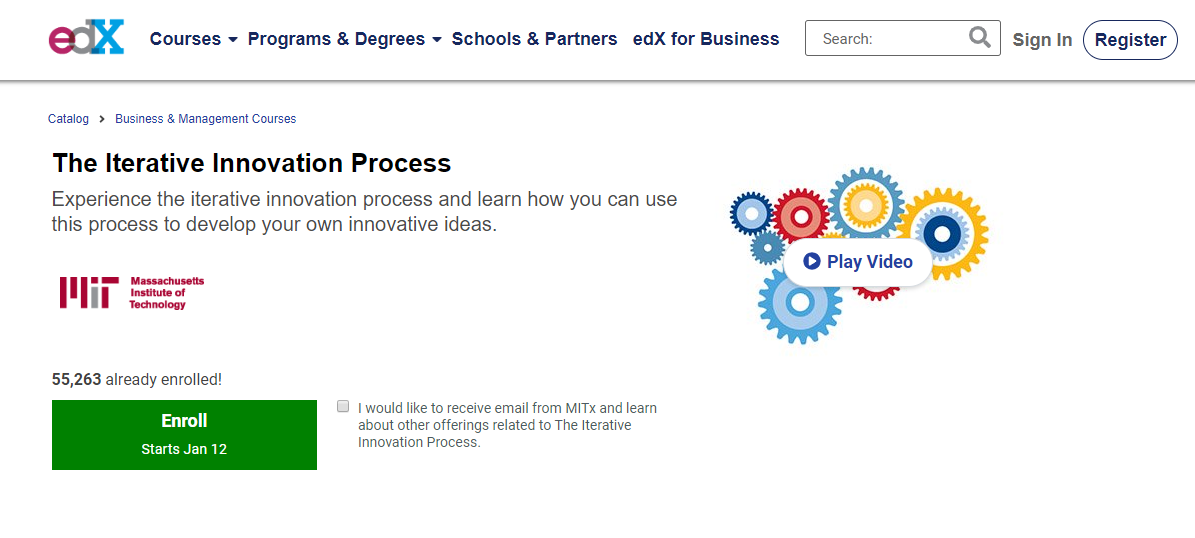 edX
Courses
Programs & Degrees
Schools & Partners
edX for Business
Search:
Sign In
Register
Catalog
Business & Management Courses
The Iterative Innovation Process
Experience the iterative innovation process and learn how you can use
this process to develop your own innovative ideas.
Play Video
MIT
Massachusetts
Institute of
Technology
55,263 already enrolled!
Enroll
Starts Jan 12
I would like to receive email from MITx and learn
about other offerings related to The Iterative
Innovation Process.